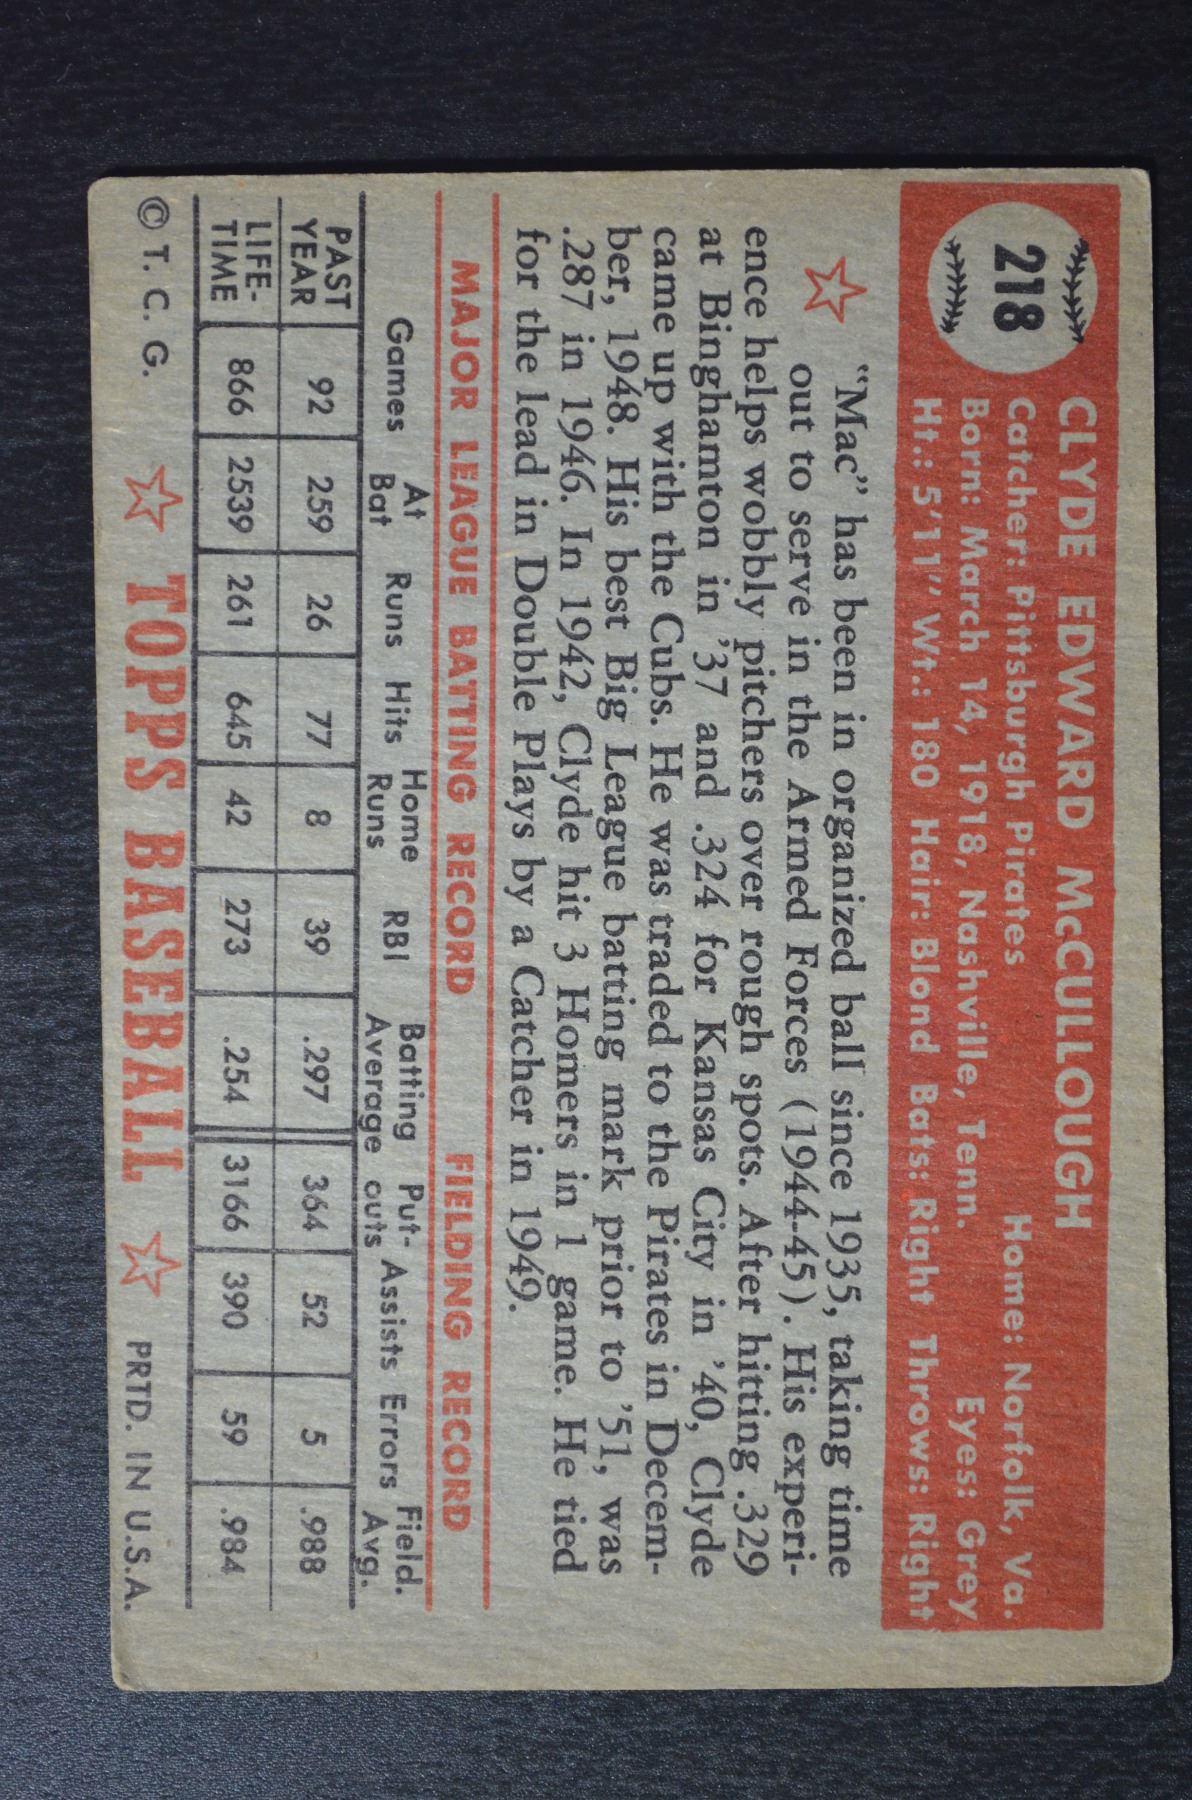 218
CLYDE EDWARD McCULLOUGH
Catcher: Pittsburgh Pirates Home: Norfolk, Va.
Born: March 14, 1918, Nashville, Tenn. Eyes: Grey
Ht.: 5'11" Wt.: 180 Hair: Blond Bats: Right Throws: Right
"Mac" has been in organized ball since 1935, taking time
out to serve in the Armed Forces (1944-45). His experi-
ence helps wobbly pitchers over rough spots. After hitting .329
at Binghamton in '37 and .324 for Kansas City in '40, Clyde
came up with the Cubs. He was traded to the Pirates in Decem-
ber, 1948. His best Big League batting mark prior to '51, was
.287 in 1946. In 1942, Clyde hit 3 Homers in 1 game. He tied
for the lead in Double Plays by a Catcher in 1949.
MAJOR LEAGUE BATTING RECORD FIELDING RECORD
Games At Bat Runs Hits Home Runs RBI Batting Average Put-outs Assists Errors Field. Avg.
PAST YEAR 92 259 26 77 8 39 .297 364 52 5 .988
LIFE-TIME 866 2539 261 645 42 273 .254 3166 390 59 .984
© T. C. G. TOPPS BASEBALL PRTD. IN U.S.A.